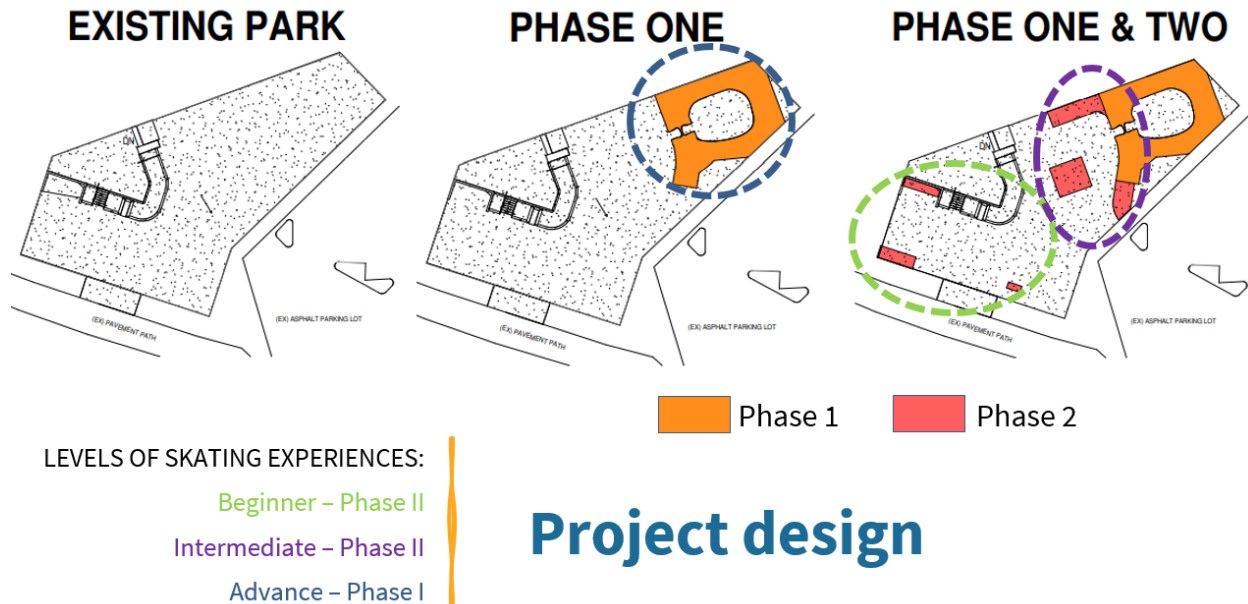 EXISTING PARK
PHASE ONE
PHASE ONE & TWO
DN
DN
DN
(EX) PAVEMENT PATH
(EX) ASPHALT PARKING LOT
(EX) PAVEMENT PATH
(EX) ASPHALT PARKING LOT
(EX) PAVEMENT PATH
(EX) ASPHALT PARKING LOT
Phase 1
Phase 2
LEVELS OF SKATING EXPERIENCES:
Beginner – Phase II
Intermediate – Phase II
Advance – Phase I
Project design